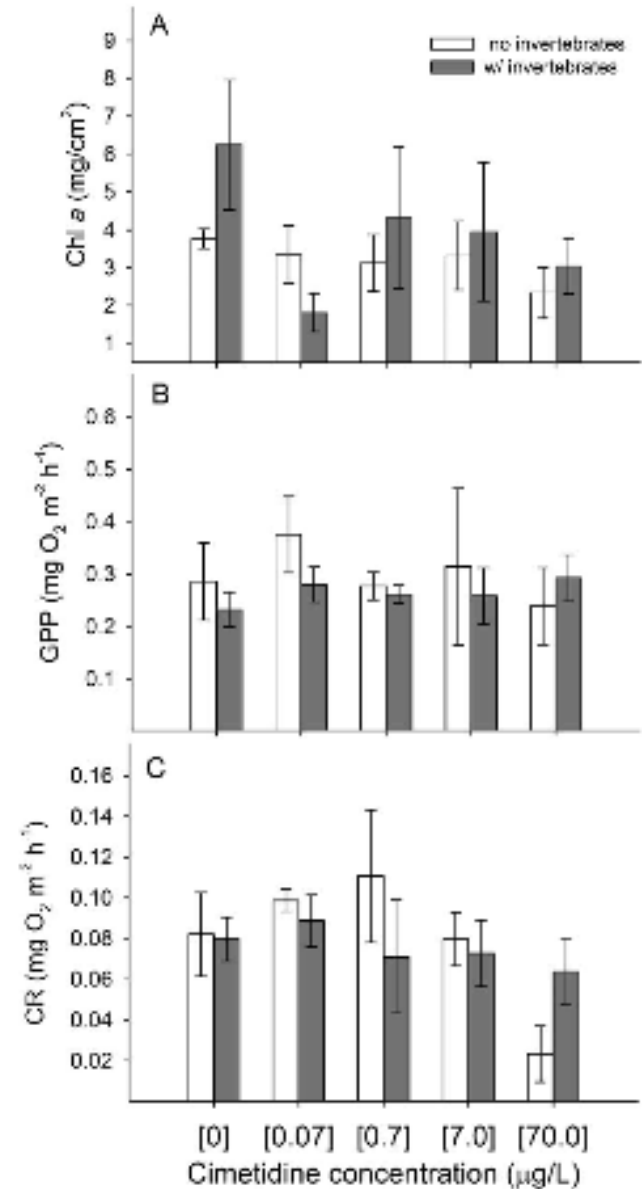 A
no invertebrates
w/ invertebrates
9
8
7
6
5
4
3
2
1
Chl a (mg/cm²)
B
0.6
0.5
0.4
0.3
0.2
0.1
GPP (mg O₂ m⁻² h⁻¹)
C
0.16
0.14
0.12
0.10
0.08
0.06
0.04
0.02
CR (mg O₂ m⁻² h⁻¹)
[0] [0.07] [0.7] [7.0] [70.0]
Cimetidine concentration (µg/L)